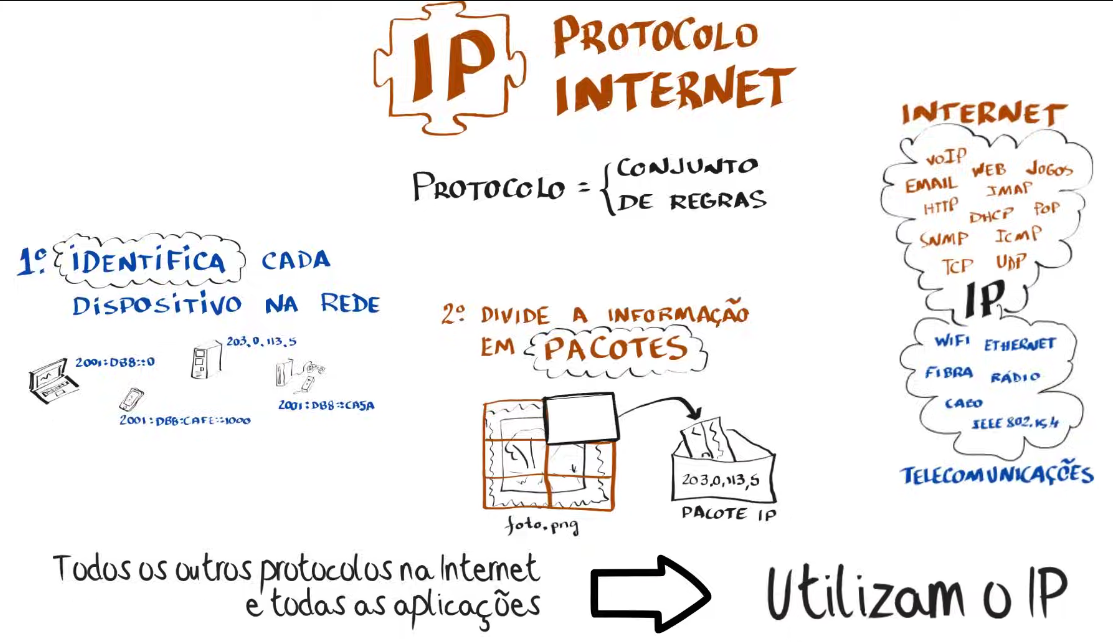 IP
PROTOCOLO
INTERNET
PROTOCOLO = { CONJUNTO
DE REGRAS
1º IDENTIFICA CADA
DISPOSITIVO NA REDE
2001:DB8::0
203.0.113.5
2001:DB8:CAFE::1000
2001:DB8::CA5A
2º DIVIDE A INFORMAÇÃO
EM PACOTES
foto.png
203.0.113.5
PACOTE IP
INTERNET
VOIP WEB JOGOS
EMAIL IMAP
HTTP DHCP POP
SNMP ICMP
TCP UDP
IP
WIFI ETHERNET
FIBRA RÁDIO
CABO
IEEE 802.15.4
TELECOMUNICAÇÕES
Todos os outros protocolos na Internet
e todas as aplicações
Utilizam o IP